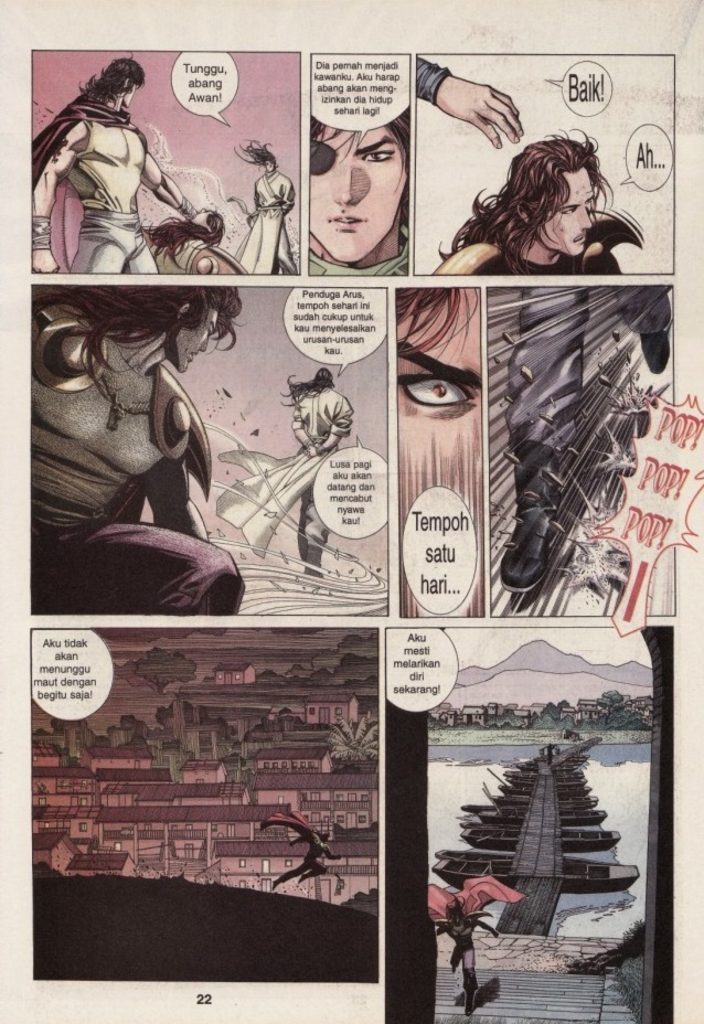 Tunggu,
abang
Awan!
Dia pernah menjadi
kawanku. Aku harap
abang akan meng-
izinkan dia hidup
sehari lagi!
Baik!
Ah...
Penduga Arus,
tempoh sehari ini
sudah cukup untuk
kau menyelesaikan
urusan-urusan
kau.
Lusa pagi
aku akan
datang dan
mencabut
nyawa
kau!
Tempoh
satu
hari...
POP!
POP!
POP!
!
Aku tidak
akan
menunggu
maut dengan
begitu saja!
Aku
mesti
melarikan
diri
sekarang!
22